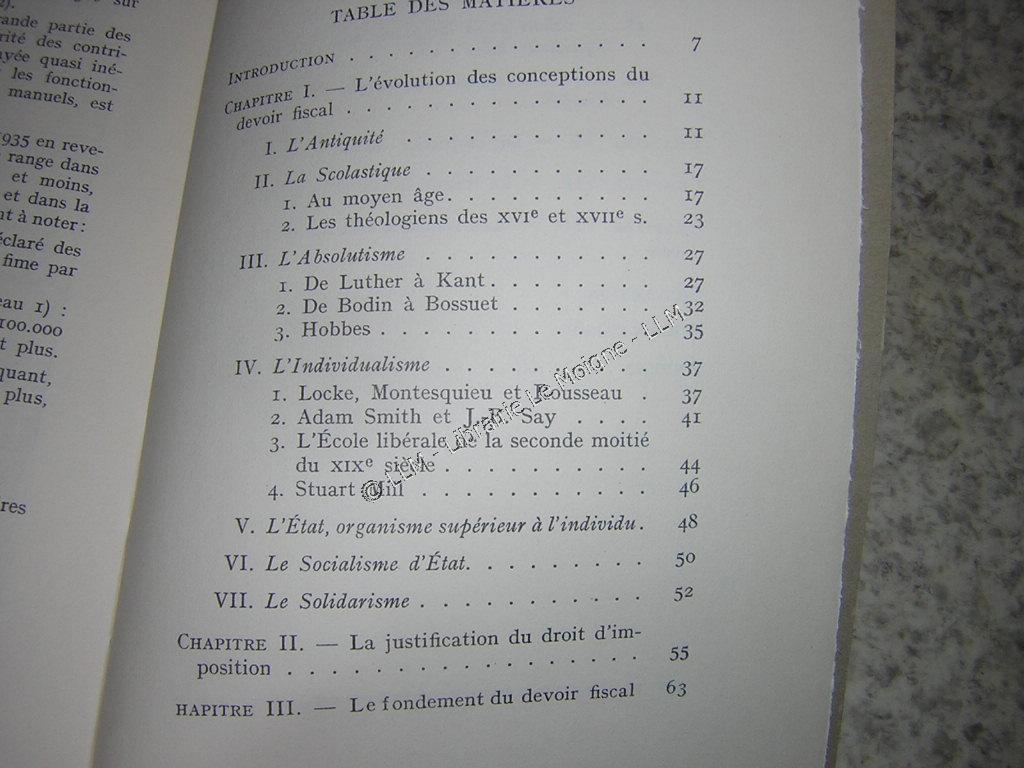 sur
2).
ande partie des
rité des contri-
yée quasi iné-
les fonction-
manuels, est
935 en reve-
range dans
et moins,
et dans la
t à noter :
éclaré des
fime par
eau 1) :
100.000
t plus.
quant,
plus,
res
TABLE DES MATIÈRES
INTRODUCTION . . . . . . . . . . . 7
CHAPITRE I. — L'évolution des conceptions du
devoir fiscal . . . . . . . . . . . 11
I. L'Antiquité . . . . . . . . . . 11
II. La Scolastique . . . . . . . . . 17
1. Au moyen âge. . . . . . . . . 17
2. Les théologiens des XVIe et XVIIe s. 23
III. L'Absolutisme . . . . . . . . . 27
1. De Luther à Kant. . . . . . . 27
2. De Bodin à Bossuet . . . . . . 32
3. Hobbes . . . . . . . . . . . 35
IV. L'Individualisme . . . . . . . . 37
1. Locke, Montesquieu et Rousseau . 37
2. Adam Smith et J.-B. Say . . . . 41
3. L'École libérale de la seconde moitié
du XIXe siècle . . . . . . . . 44
4. Stuart Mill . . . . . . . . . 46
V. L'État, organisme supérieur à l'individu. 48
VI. Le Socialisme d'État. . . . . . . 50
VII. Le Solidarisme . . . . . . . . . 52
CHAPITRE II. — La justification du droit d'im-
position . . . . . . . . . . . . . 55
HAPITRE III. — Le fondement du devoir fiscal 63
© LLM - Librairie Le Moigne - LLM